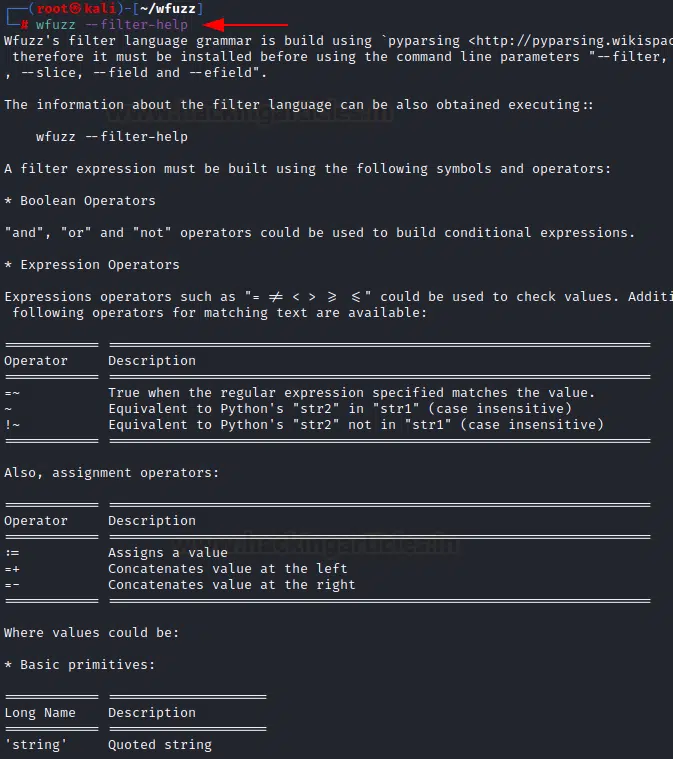 ┌──(root㉿kali)-[~/wfuzz]
└─# wfuzz --filter-help
Wfuzz's filter language grammar is build using `pyparsing <http://pyparsing.wikispac
therefore it must be installed before using the command line parameters "--filter,
, --slice, --field and --efield".
The information about the filter language can be also obtained executing::
www.hackingarticles.in
wfuzz --filter-help
A filter expression must be built using the following symbols and operators:
* Boolean Operators
"and", "or" and "not" operators could be used to build conditional expressions.
* Expression Operators
Expressions operators such as "= ≠ < > ≥ ≤" could be used to check values. Additi
following operators for matching text are available:
Operator Description
=~ True when the regular expression specified matches the value.
~ Equivalent to Python's "str2" in "str1" (case insensitive)
!~ Equivalent to Python's "str2" not in "str1" (case insensitive)
Also, assignment operators:
Operator Description
www.hackingarticles.in
:= Assigns a value
=+ Concatenates value at the left
=- Concatenates value at the right
Where values could be:
* Basic primitives:
Long Name Description
'string' Quoted string